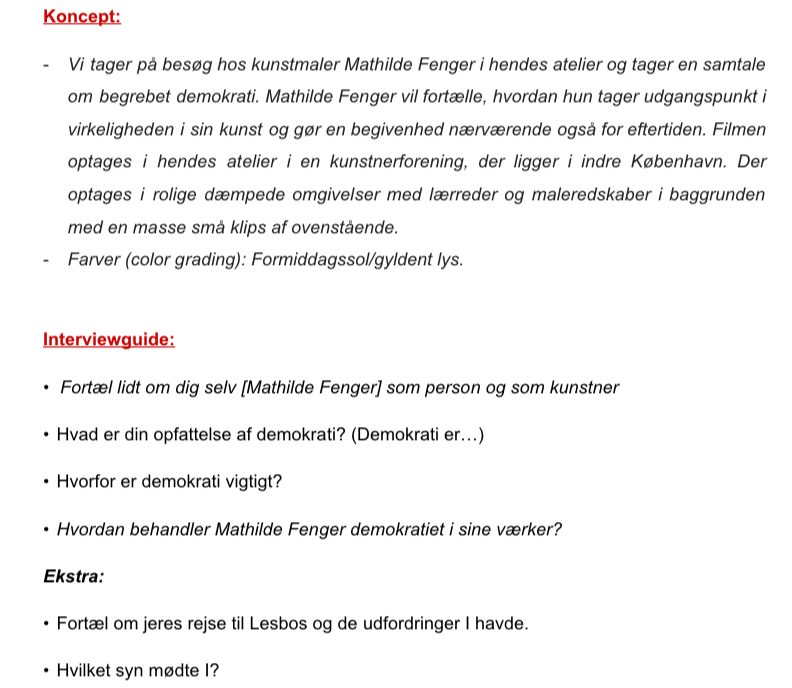 Koncept:
- Vi tager på besøg hos kunstmaler Mathilde Fenger i hendes atelier og tager en samtale
om begrebet demokrati. Mathilde Fenger vil fortælle, hvordan hun tager udgangspunkt i
virkeligheden i sin kunst og gør en begivenhed nærværende også for eftertiden. Filmen
optages i hendes atelier i en kunstnerforening, der ligger i indre København. Der
optages i rolige dæmpede omgivelser med lærreder og maleredskaber i baggrunden
med en masse små klips af ovenstående.
- Farver (color grading): Formiddagssol/gyldent lys.
Interviewguide:
• Fortæl lidt om dig selv [Mathilde Fenger] som person og som kunstner
• Hvad er din opfattelse af demokrati? (Demokrati er…)
• Hvorfor er demokrati vigtigt?
• Hvordan behandler Mathilde Fenger demokratiet i sine værker?
Ekstra:
• Fortæl om jeres rejse til Lesbos og de udfordringer I havde.
• Hvilket syn mødte I?